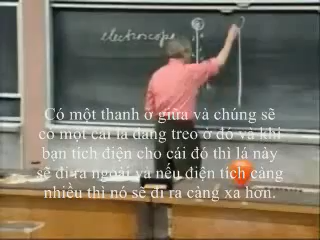 electroscope
Có một thanh ở giữa và chúng sẽ
có một cái lá đang treo ở đó và khi
bạn tích điện cho cái đó thì lá này
sẽ đi ra ngoài và nếu điện tích càng
nhiều thì nó sẽ đi ra càng xa hơn.